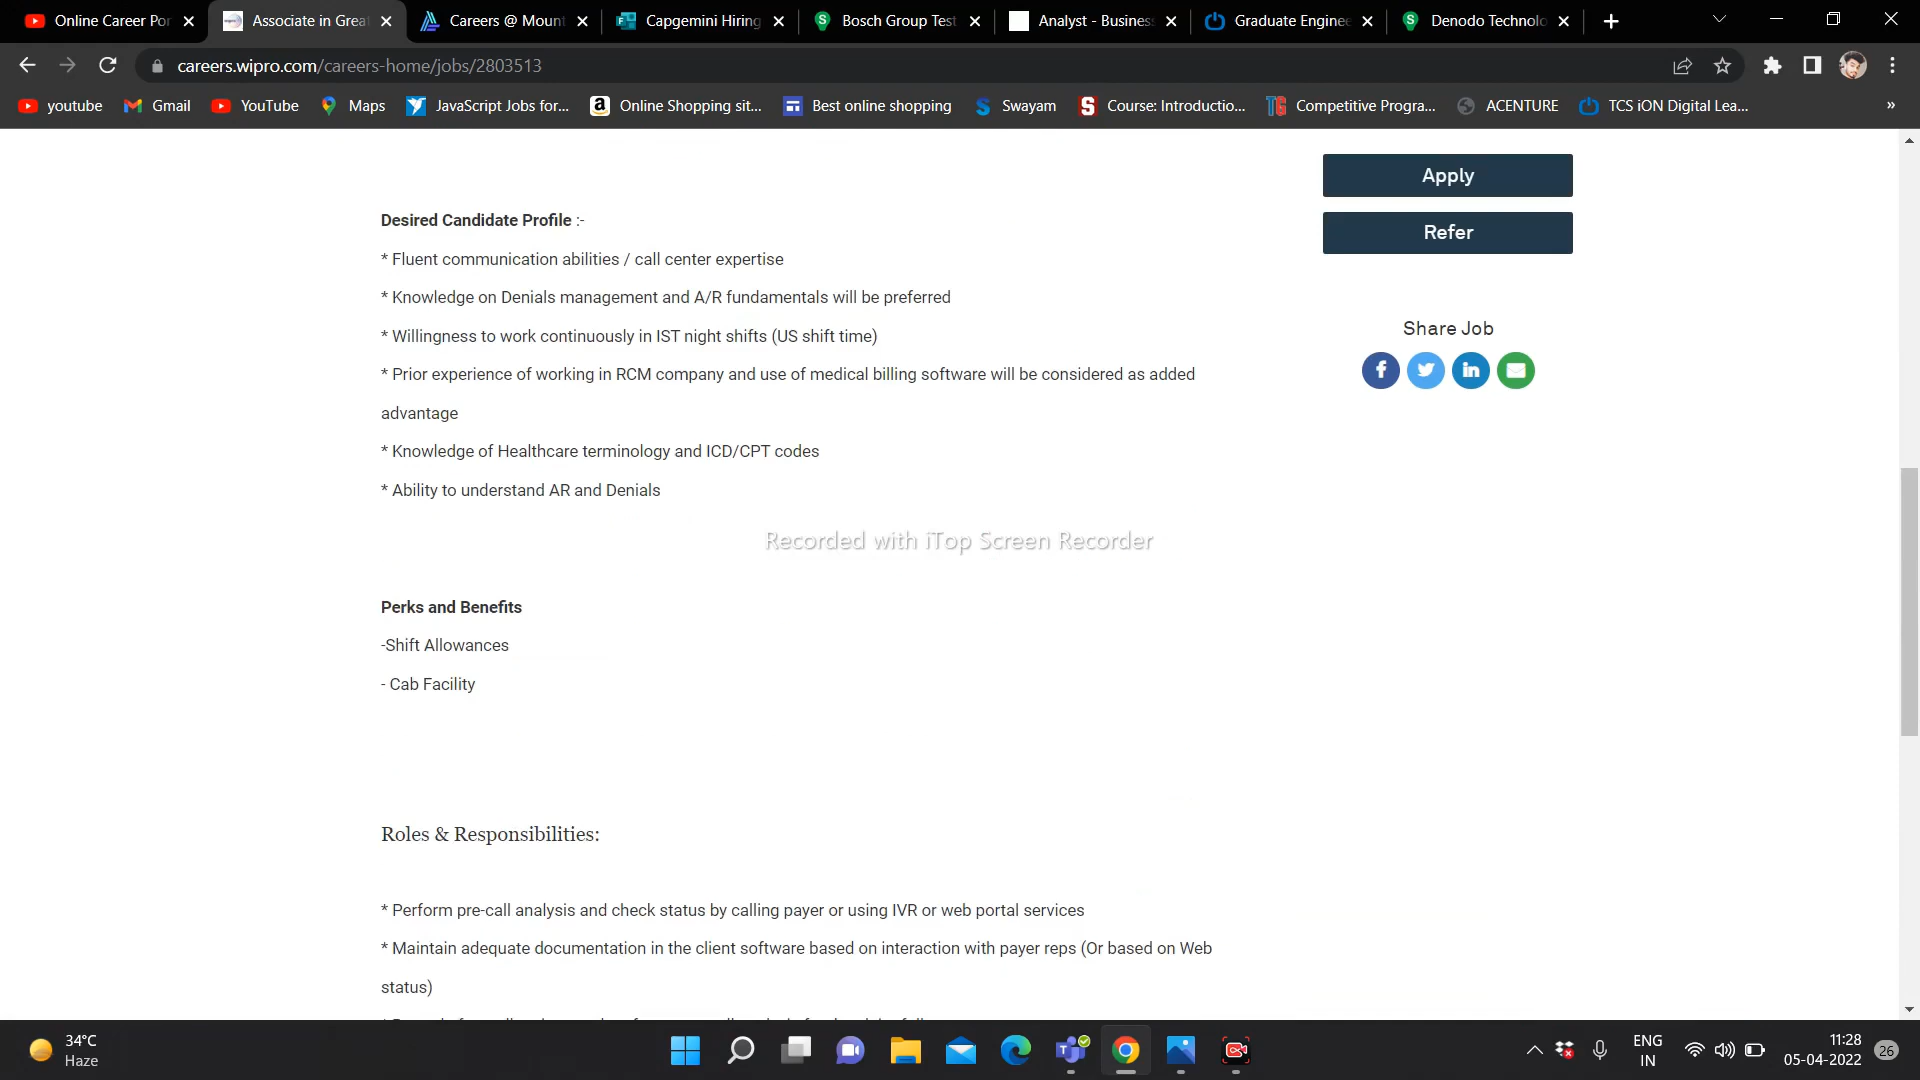 Online Career Por
Associate in Great
Careers @ Mount
Capgemini Hiring
Bosch Group Test
Analyst - Business
Graduate Enginee
Denodo Technolo
careers.wipro.com/careers-home/jobs/2803513
youtube
Gmail
YouTube
Maps
JavaScript Jobs for...
Online Shopping sit...
Best online shopping
Swayam
Course: Introductio...
Competitive Progra...
ACENTURE
TCS iON Digital Lea...
»
Apply
Refer
Share Job
Desired Candidate Profile :-
* Fluent communication abilities / call center expertise
* Knowledge on Denials management and A/R fundamentals will be preferred
* Willingness to work continuously in IST night shifts (US shift time)
* Prior experience of working in RCM company and use of medical billing software will be considered as added
advantage
* Knowledge of Healthcare terminology and ICD/CPT codes
* Ability to understand AR and Denials
Recorded with iTop Screen Recorder
Perks and Benefits
-Shift Allowances
- Cab Facility
Roles & Responsibilities:
* Perform pre-call analysis and check status by calling payer or using IVR or web portal services
* Maintain adequate documentation in the client software based on interaction with payer reps (Or based on Web
status)
34°C
Haze
ENG
IN
11:28
05-04-2022
26